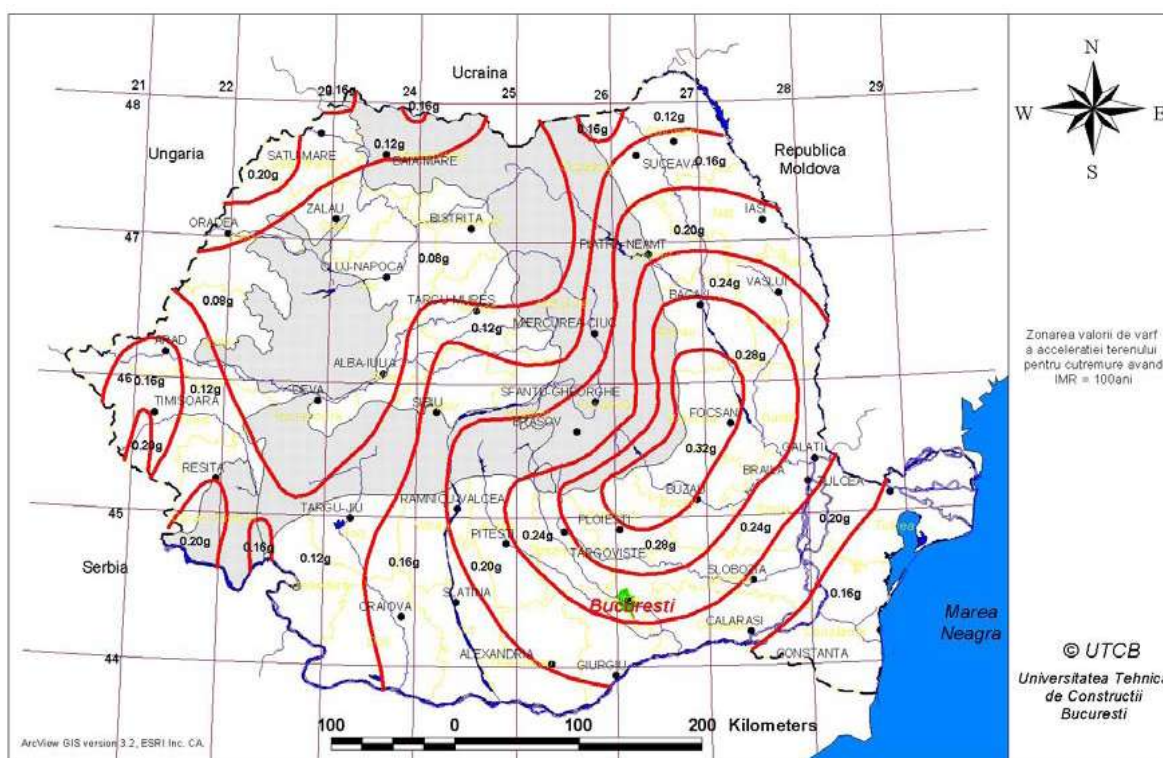 Ucraina
N
W E
S
21 22 23 24 25 26 27 28 29
48
0.16g
0.16g
0.16g
0.12g
0.12g
0.16g
Ungaria
Republica
Moldova
SATU MARE
BAIA MARE
SUCEAVA
0.20g
ORADEA
ZALAU
BISTRITA
IASI
47
0.20g
PIATRA-NEAMT
0.08g
CLUJ-NAPOCA
0.08g
TARGU-MURES
BACAU
0.24g
VASLUI
0.12g
MIERCUREA-CIUC
ARAD
ALBA-IULIA
0.28g
46
0.16g
0.12g
DEVA
SFANTU-GHEORGHE
TIMISOARA
SIBIU
BRASOV
FOCSANI
0.20g
0.32g
GALATI
RESITA
BRAILA
TULCEA
45
TARGU-JIU
RAMNICU-VALCEA
BUZAU
PITESTI
0.24g
PLOIESTI
TARGOVISTE
0.28g
0.24g
0.20g
Serbia
0.20g
0.16g
0.12g
0.16g
0.20g
SLOBOZIA
0.16g
SLATINA
Bucuresti
CRAIOVA
CALARASI
44
ALEXANDRIA
GIURGIU
CONSTANTA
Marea
Neagra
Zonarea valorii de varf
a acceleratiei terenului
pentru cutremure avand
IMR = 100ani
© UTCB
Universitatea Tehnica
de Constructii
Bucuresti
100 0 100 200 Kilometers
ArcView GIS version 3.2, ESRI Inc. CA.